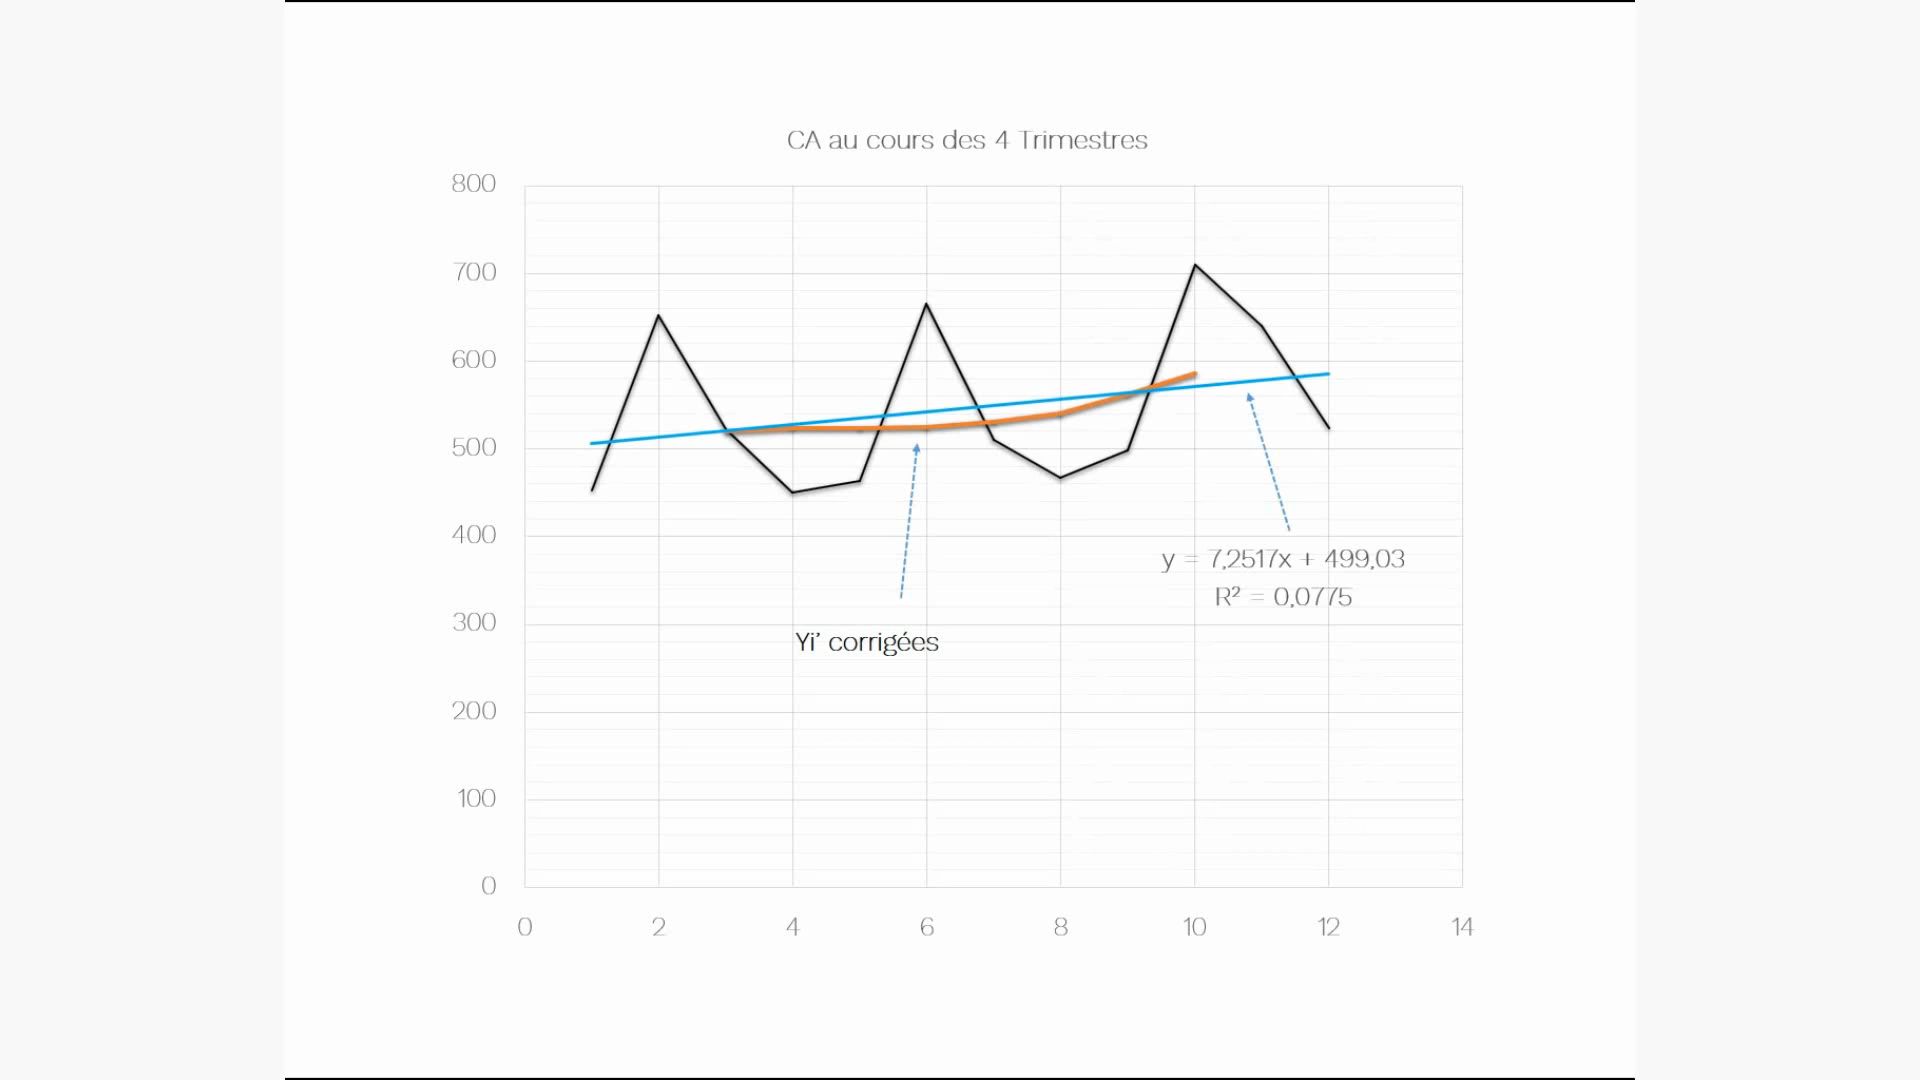 CA au cours des 4 Trimestres
800
700
600
500
400
300
200
100
0
y = 7,2517x + 499,03
R² = 0,0775
Yi’ corrigées
0 2 4 6 8 10 12 14